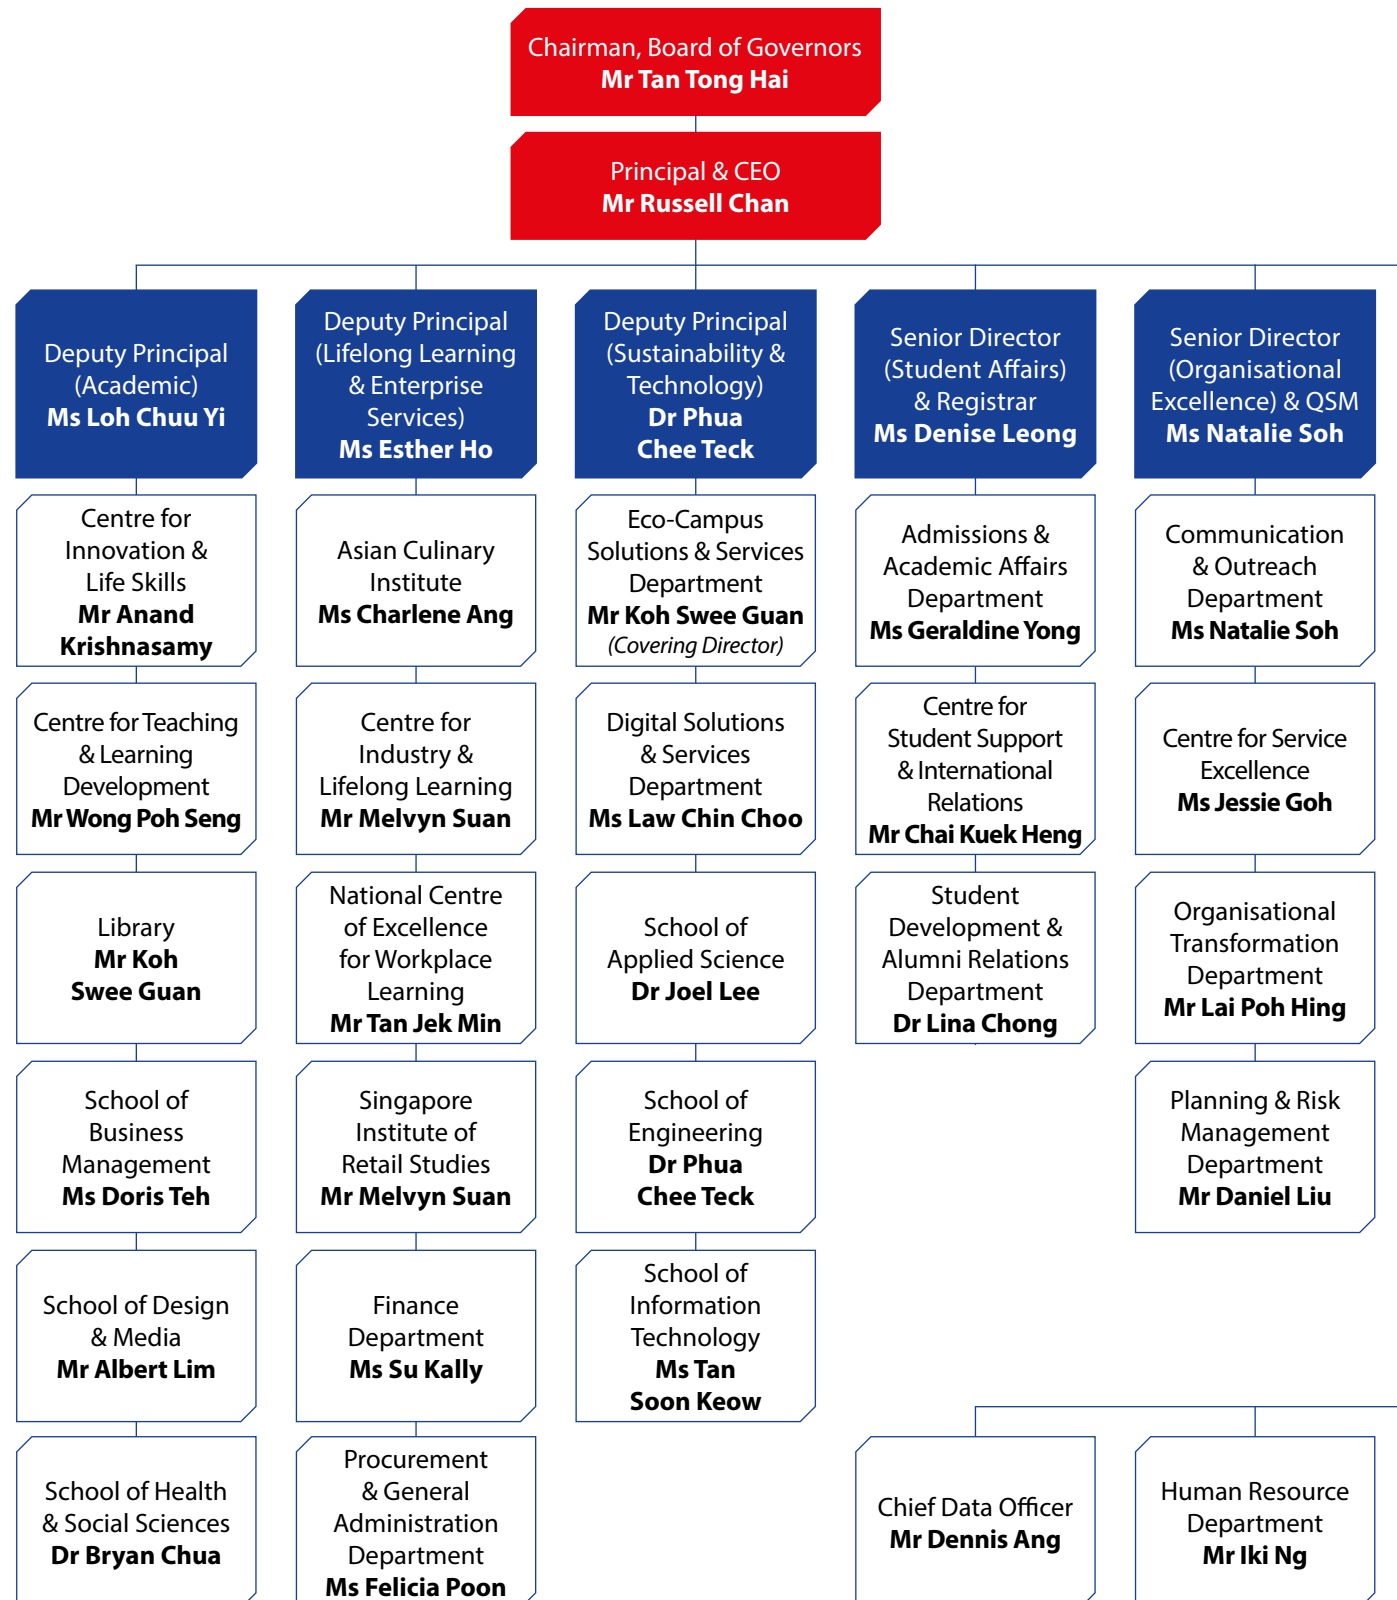 Chairman, Board of Governors
Mr Tan Tong Hai
Principal & CEO
Mr Russell Chan
Deputy Principal
(Academic)
Ms Loh Chuu Yi
Deputy Principal
(Lifelong Learning
& Enterprise
Services)
Ms Esther Ho
Deputy Principal
(Sustainability &
Technology)
Dr Phua
Chee Teck
Senior Director
(Student Affairs)
& Registrar
Ms Denise Leong
Senior Director
(Organisational
Excellence) & QSM
Ms Natalie Soh
Centre for
Innovation &
Life Skills
Mr Anand
Krishnasamy
Asian Culinary
Institute
Ms Charlene Ang
Eco-Campus
Solutions & Services
Department
Mr Koh Swee Guan
(Covering Director)
Admissions &
Academic Affairs
Department
Ms Geraldine Yong
Communication
& Outreach
Department
Ms Natalie Soh
Centre for Teaching
& Learning
Development
Mr Wong Poh Seng
Centre for
Industry &
Lifelong Learning
Mr Melvyn Suan
Digital Solutions
& Services
Department
Ms Law Chin Choo
Centre for
Student Support
& International
Relations
Mr Chai Kuek Heng
Centre for Service
Excellence
Ms Jessie Goh
Library
Mr Koh
Swee Guan
National Centre
of Excellence
for Workplace
Learning
Mr Tan Jek Min
School of
Applied Science
Dr Joel Lee
Student
Development &
Alumni Relations
Department
Dr Lina Chong
Organisational
Transformation
Department
Mr Lai Poh Hing
School of
Business
Management
Ms Doris Teh
Singapore
Institute of
Retail Studies
Mr Melvyn Suan
School of
Engineering
Dr Phua
Chee Teck
Planning & Risk
Management
Department
Mr Daniel Liu
School of Design
& Media
Mr Albert Lim
Finance
Department
Ms Su Kally
School of
Information
Technology
Ms Tan
Soon Keow
School of Health
& Social Sciences
Dr Bryan Chua
Procurement
& General
Administration
Department
Ms Felicia Poon
Chief Data Officer
Mr Dennis Ang
Human Resource
Department
Mr Iki Ng